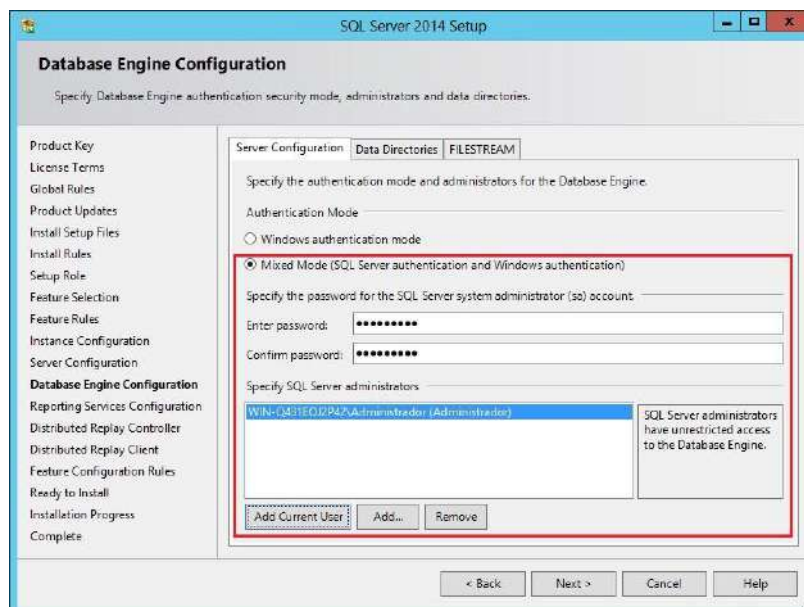 SQL Server 2014 Setup
Database Engine Configuration
Specify Database Engine authentication security mode, administrators and data directories.
Product Key
License Terms
Global Rules
Product Updates
Install Setup Files
Install Rules
Setup Role
Feature Selection
Feature Rules
Instance Configuration
Server Configuration
Database Engine Configuration
Reporting Services Configuration
Distributed Replay Controller
Distributed Replay Client
Feature Configuration Rules
Ready to Install
Installation Progress
Complete
Server Configuration Data Directories FILESTREAM
Specify the authentication mode and administrators for the Database Engine.
Authentication Mode
Windows authentication mode
Mixed Mode (SQL Server authentication and Windows authentication)
Specify the password for the SQL Server system administrator (sa) account.
Enter password: ●●●●●●●●●
Confirm password: ●●●●●●●●●
Specify SQL Server administrators
WIN-Q431EOJ2P4Z\Administrador (Administrador)
SQL Server administrators
have unrestricted access
to the Database Engine.
Add Current User Add... Remove
< Back Next > Cancel Help